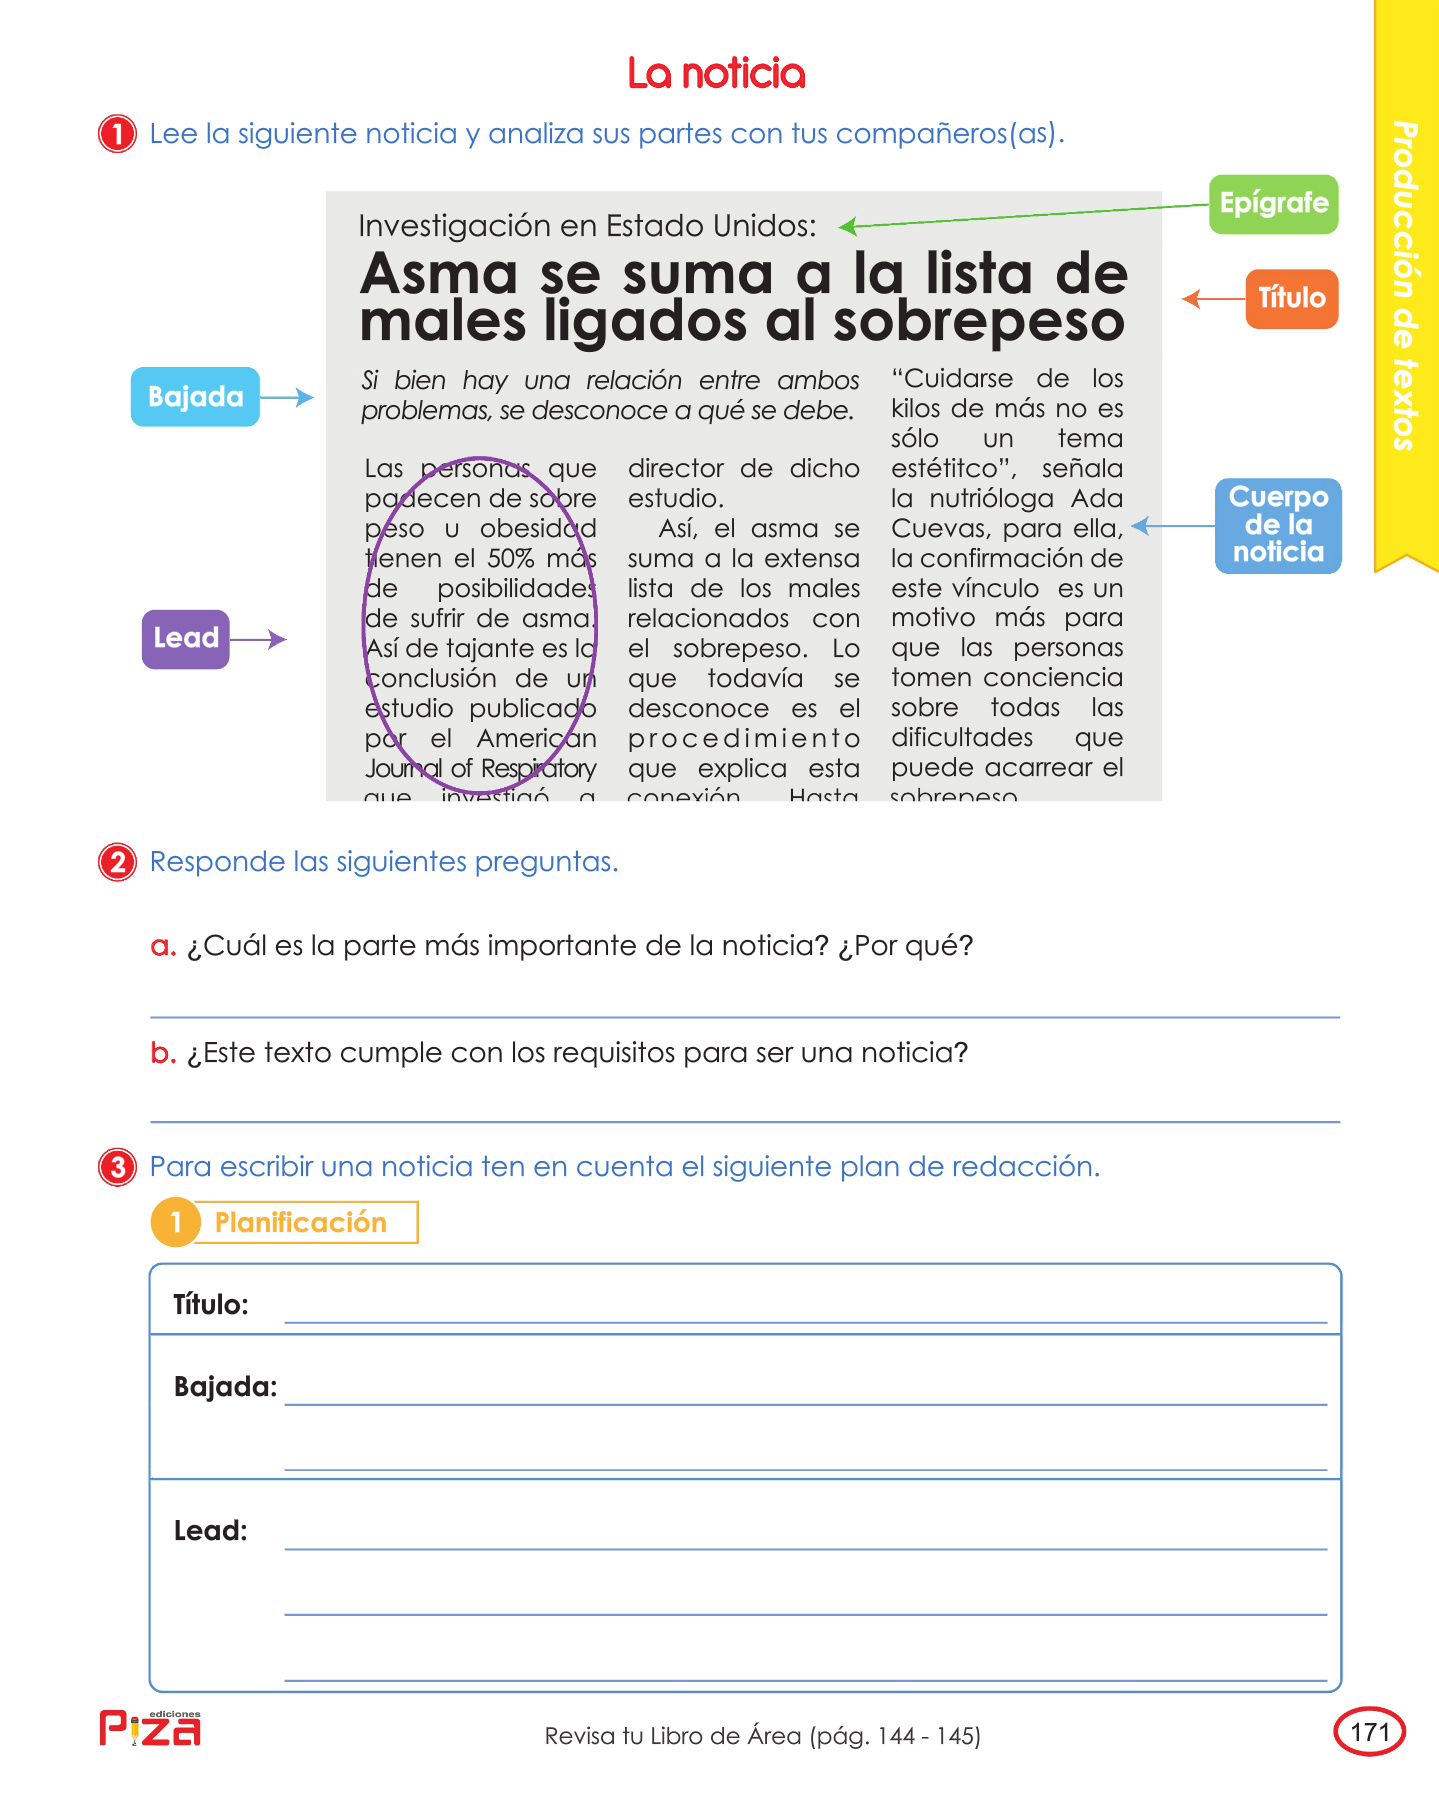 La noticia
1 Lee la siguiente noticia y analiza sus partes con tus compañeros(as).
Producción de textos
Epígrafe
Investigación en Estado Unidos:
Título
Asma se suma a la lista de
males ligados al sobrepeso
Bajada
Si bien hay una relación entre ambos
problemas, se desconoce a qué se debe.
Lead
Las personas que
padecen de sobre
peso u obesidad
tienen el 50% más
de posibilidades
de sufrir de asma.
Así de tajante es la
conclusión de un
estudio publicado
por el American
Journal of Respiratory
que investigó a
director de dicho
estudio.
Así, el asma se
suma a la extensa
lista de los males
relacionados con
el sobrepeso. Lo
que todavía se
desconoce es el
procedimiento
que explica esta
conexión. Hasta
“Cuidarse de los
kilos de más no es
sólo un tema
estétitco”, señala
la nutrióloga Ada
Cuevas, para ella,
la confirmación de
este vínculo es un
motivo más para
que las personas
tomen conciencia
sobre todas las
dificultades que
puede acarrear el
sobrepeso
Cuerpo
de la
noticia
2 Responde las siguientes preguntas.
a. ¿Cuál es la parte más importante de la noticia? ¿Por qué?
b. ¿Este texto cumple con los requisitos para ser una noticia?
3 Para escribir una noticia ten en cuenta el siguiente plan de redacción.
1 Planificación
Título:
Bajada:
Lead:
ediciones
Piza
Revisa tu Libro de Área (pág. 144 - 145)
171